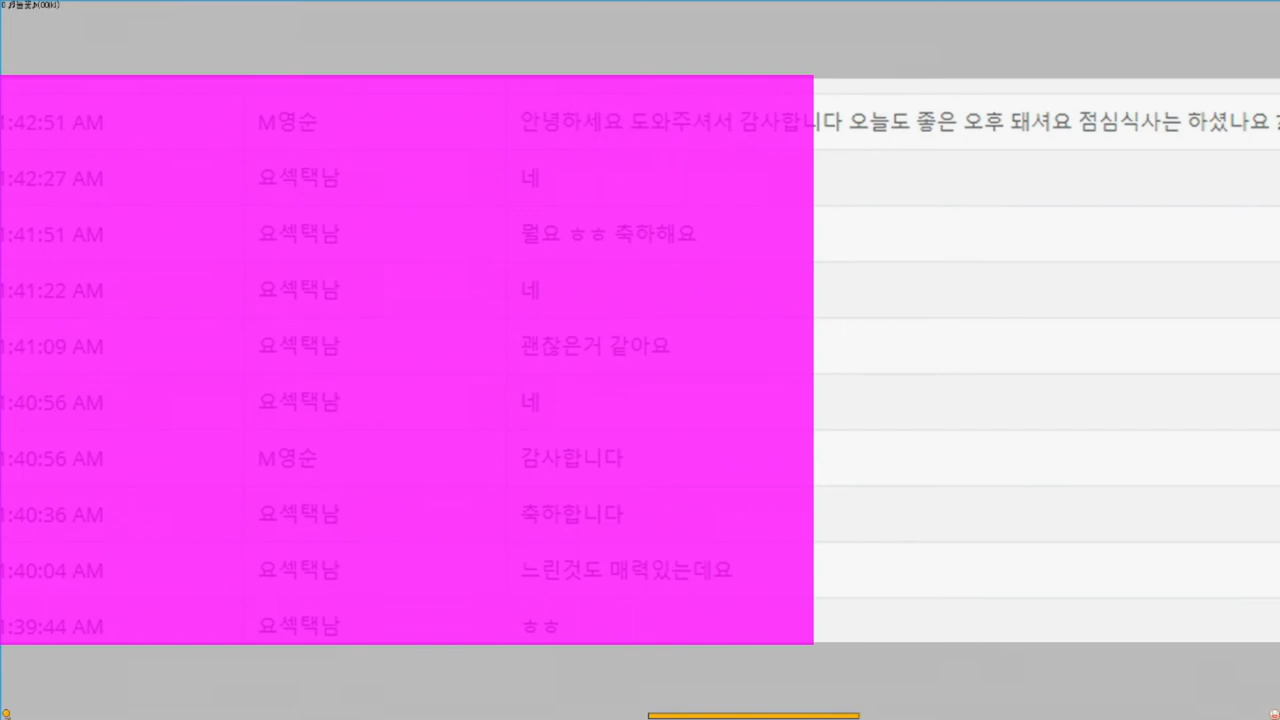 :42:51 AM M영순 안녕하세요 도와주셔서 감사합니다 오늘도 좋은 오후 돼셔요 점심식사는 하셨나요
:42:27 AM 요섹택남 네
:41:51 AM 요섹택남 뭘요 ㅎㅎ 축하해요
:41:22 AM 요섹택남 네
:41:09 AM 요섹택남 괜찮은거 같아요
:40:56 AM 요섹택남 네
:40:56 AM M영순 감사합니다
:40:36 AM 요섹택남 축하합니다
:40:04 AM 요섹택남 느린것도 매력있는데요
:39:44 AM 요섹택남 ㅎㅎ